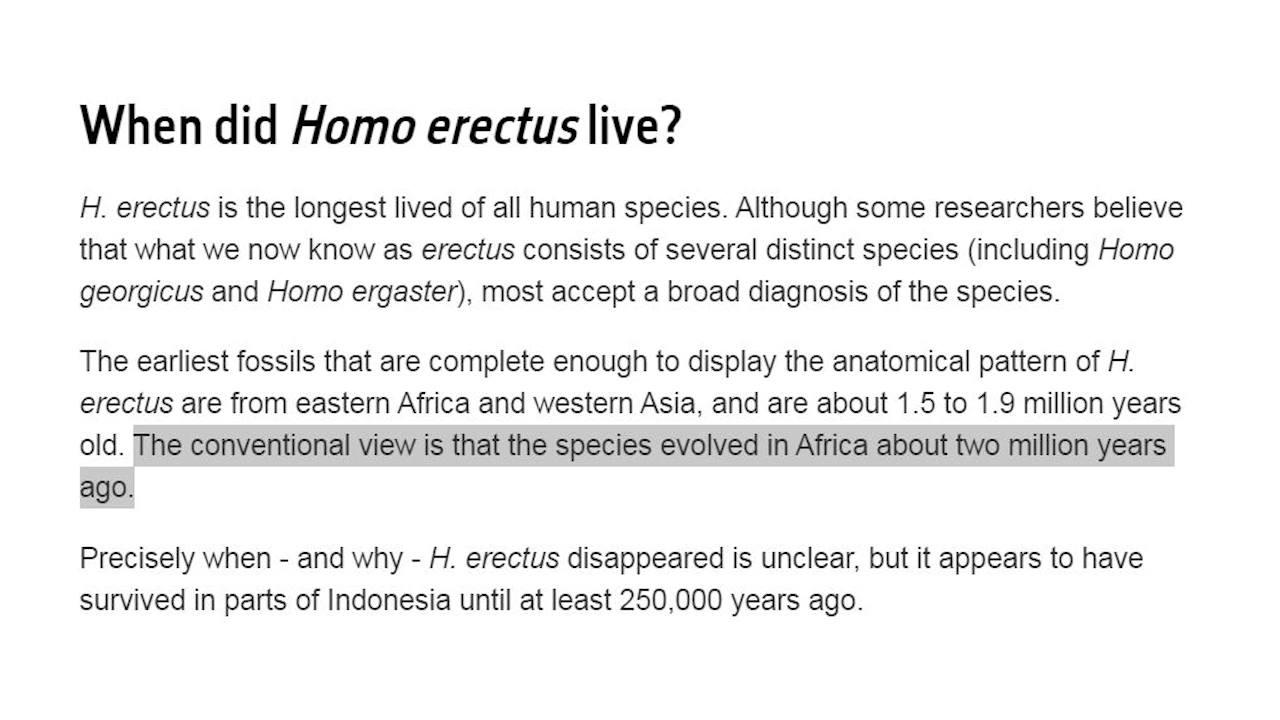 When did Homo erectus live?
H. erectus is the longest lived of all human species. Although some researchers believe
that what we now know as erectus consists of several distinct species (including Homo
georgicus and Homo ergaster), most accept a broad diagnosis of the species.
The earliest fossils that are complete enough to display the anatomical pattern of H.
erectus are from eastern Africa and western Asia, and are about 1.5 to 1.9 million years
old. The conventional view is that the species evolved in Africa about two million years
ago.
Precisely when - and why - H. erectus disappeared is unclear, but it appears to have
survived in parts of Indonesia until at least 250,000 years ago.